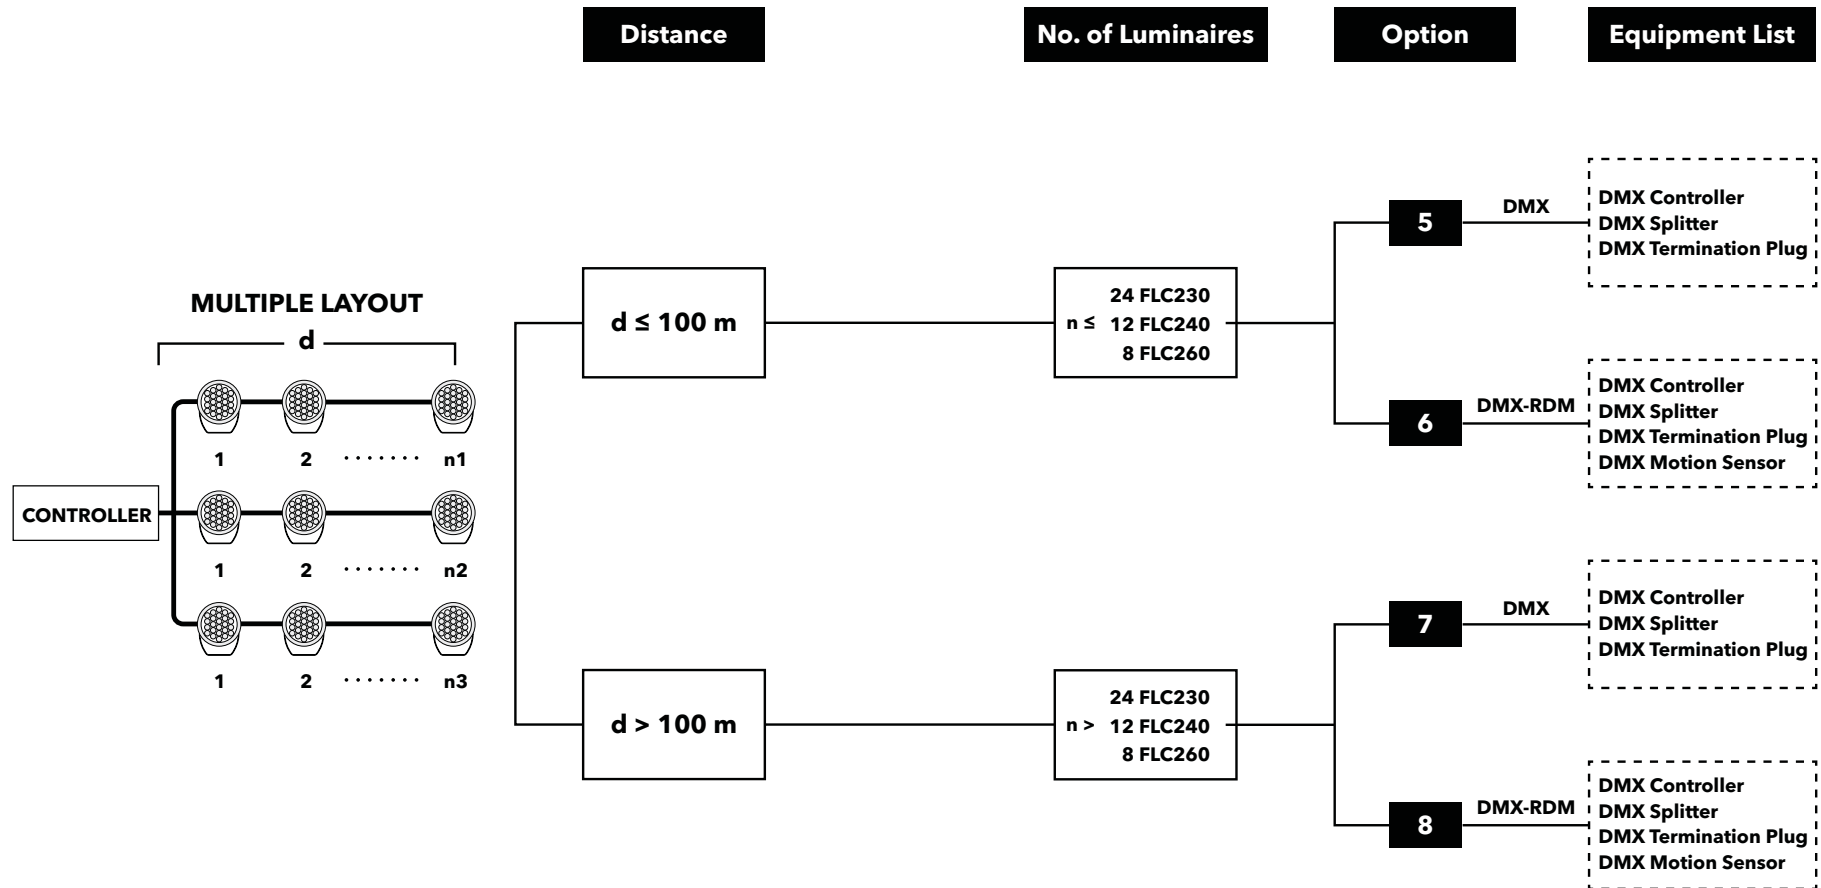 Distance
No. of Luminaires
Option
Equipment List
MULTIPLE LAYOUT
d
CONTROLLER
1 2 ....... n1
1 2 ....... n2
1 2 ....... n3
d ≤ 100 m
n ≤
24 FLC230
12 FLC240
8 FLC260
5
DMX
DMX Controller
DMX Splitter
DMX Termination Plug
6
DMX-RDM
DMX Controller
DMX Splitter
DMX Termination Plug
DMX Motion Sensor
d > 100 m
n >
24 FLC230
12 FLC240
8 FLC260
7
DMX
DMX Controller
DMX Splitter
DMX Termination Plug
8
DMX-RDM
DMX Controller
DMX Splitter
DMX Termination Plug
DMX Motion Sensor